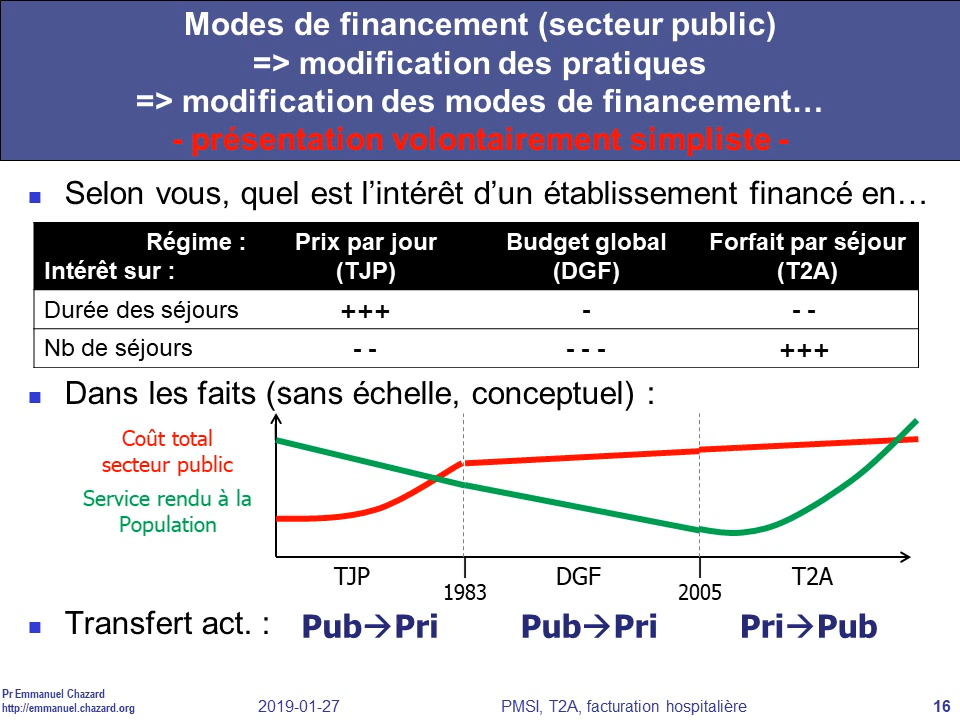 Modes de financement (secteur public)
=> modification des pratiques
=> modification des modes de financement…
- présentation volontairement simpliste -
Selon vous, quel est l’intérêt d’un établissement financé en…
Régime :
Intérêt sur :
Prix par jour
(TJP)
Budget global
(DGF)
Forfait par séjour
(T2A)
Durée des séjours +++ - - -
Nb de séjours - - - - - +++
Dans les faits (sans échelle, conceptuel) :
Coût total
secteur public
Service rendu à la
Population
TJP DGF T2A
1983 2005
Transfert act. : Pub→Pri Pub→Pri Pri→Pub
Pr Emmanuel Chazard
http://emmanuel.chazard.org
2019-01-27 PMSI, T2A, facturation hospitalière 16